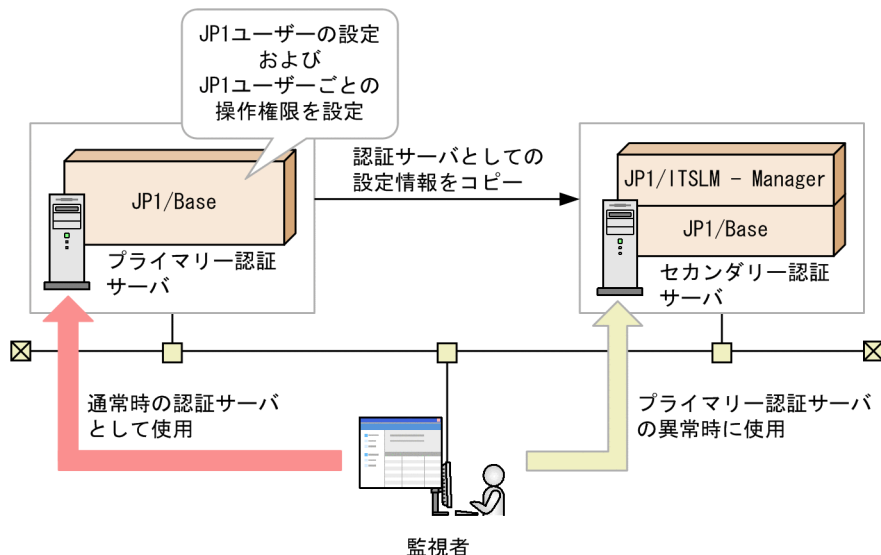 JP1ユーザーの設定
および
JP1ユーザーごとの
操作権限を設定
JP1/Base
プライマリー認証
サーバ
認証サーバとしての
設定情報をコピー
JP1/ITSLM - Manager
JP1/Base
セカンダリー認証
サーバ
通常時の認証サーバ
として使用
プライマリー認証サーバ
の異常時に使用
監視者